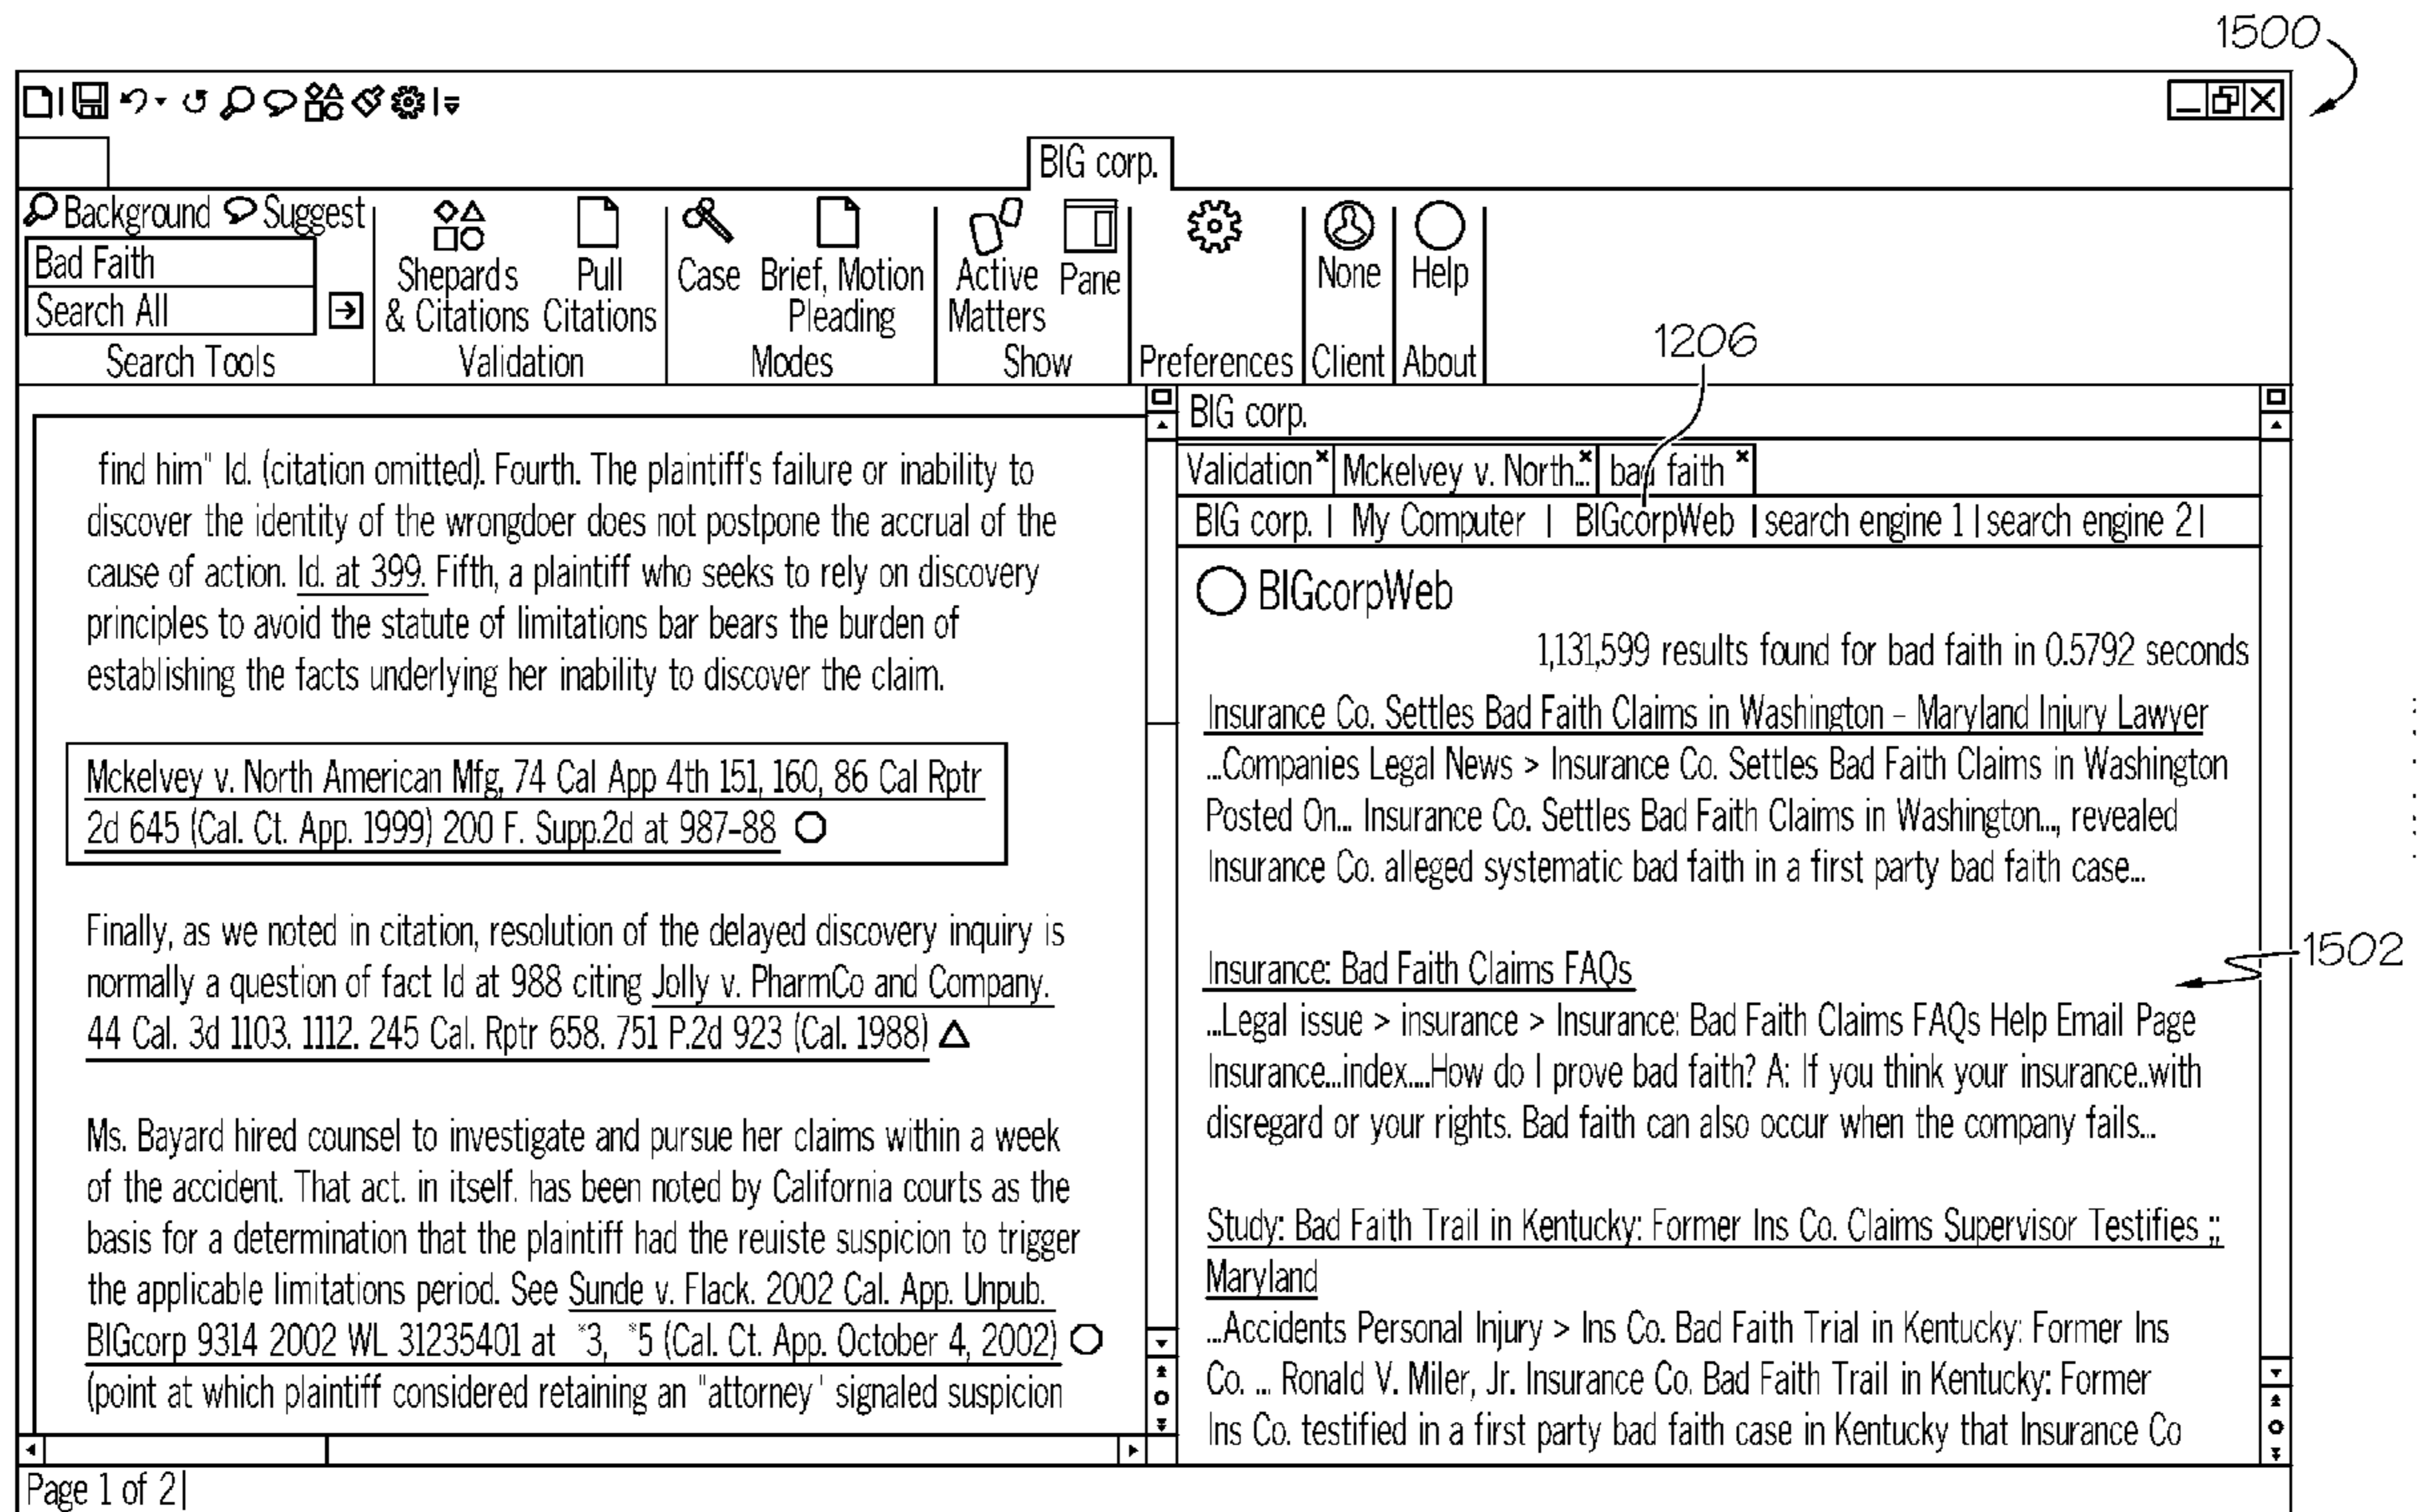 1500
BIG corp.
Background Suggest
Bad Faith
Search All
Search Tools
Shepards
& Citations
Pull
Citations
Validation
Case
Brief, Motion
Pleading
Modes
Active
Matters
Pane
Show
Preferences
None
Client
Help
About
1206
find him" Id. (citation omitted). Fourth. The plaintiff's failure or inability to
discover the identity of the wrongdoer does not postpone the accrual of the
cause of action. Id. at 399. Fifth, a plaintiff who seeks to rely on discovery
principles to avoid the statute of limitations bar bears the burden of
establishing the facts underlying her inability to discover the claim.
Mckelvey v. North American Mfg, 74 Cal App 4th 151, 160, 86 Cal Rptr
2d 645 (Cal. Ct. App. 1999) 200 F. Supp.2d at 987-88
Finally, as we noted in citation, resolution of the delayed discovery inquiry is
normally a question of fact Id at 988 citing Jolly v. PharmCo and Company.
44 Cal. 3d 1103. 1112. 245 Cal. Rptr 658. 751 P.2d 923 (Cal. 1988)
Ms. Bayard hired counsel to investigate and pursue her claims within a week
of the accident. That act. in itself. has been noted by California courts as the
basis for a determination that the plaintiff had the reuiste suspicion to trigger
the applicable limitations period. See Sunde v. Flack. 2002 Cal. App. Unpub.
BIGcorp 9314 2002 WL 31235401 at *3, *5 (Cal. Ct. App. October 4, 2002)
(point at which plaintiff considered retaining an "attorney' signaled suspicion
Page 1 of 2|
BIG corp.
Validation Mckelvey v. North... bad faith
BIG corp. | My Computer | BIGcorpWeb | search engine 1 | search engine 2 |
BIGcorpWeb
1,131,599 results found for bad faith in 0.5792 seconds
Insurance Co. Settles Bad Faith Claims in Washington – Maryland Injury Lawyer
...Companies Legal News > Insurance Co. Settles Bad Faith Claims in Washington
Posted On... Insurance Co. Settles Bad Faith Claims in Washington..., revealed
Insurance Co. alleged systematic bad faith in a first party bad faith case...
Insurance: Bad Faith Claims FAQs
...Legal issue > insurance > Insurance: Bad Faith Claims FAQs Help Email Page
Insurance...index....How do I prove bad faith? A: If you think your insurance..with
disregard or your rights. Bad faith can also occur when the company fails...
1502
Study: Bad Faith Trail in Kentucky: Former Ins Co. Claims Supervisor Testifies ;;
Maryland
...Accidents Personal Injury > Ins Co. Bad Faith Trial in Kentucky: Former Ins
Co. ... Ronald V. Miler, Jr. Insurance Co. Bad Faith Trail in Kentucky: Former
Ins Co. testified in a first party bad faith case in Kentucky that Insurance Co